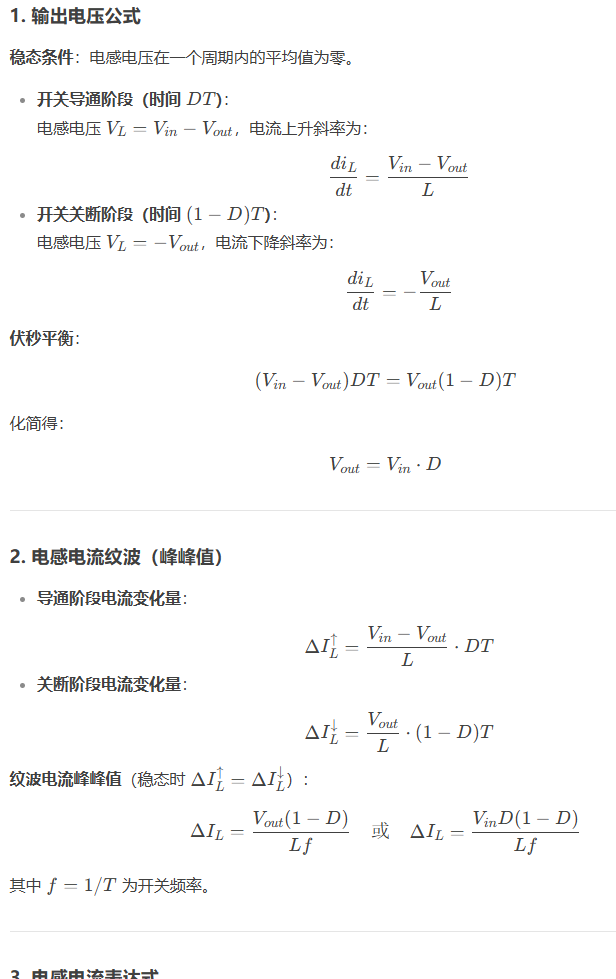 1. 输出电压公式
稳态条件：电感电压在一个周期内的平均值为零。
• 开关导通阶段（时间 $DT$）：
电感电压 $V_L = V_{in} - V_{out}$，电流上升斜率为：
$\frac{di_L}{dt} = \frac{V_{in} - V_{out}}{L}$
• 开关关断阶段（时间 $(1-D)T$）：
电感电压 $V_L = -V_{out}$，电流下降斜率为：
$\frac{di_L}{dt} = -\frac{V_{out}}{L}$
伏秒平衡：
$(V_{in} - V_{out})DT = V_{out}(1-D)T$
化简得：
$V_{out} = V_{in} \cdot D$
2. 电感电流纹波（峰峰值）
• 导通阶段电流变化量：
$\Delta I_L^{\uparrow} = \frac{V_{in} - V_{out}}{L} \cdot DT$
• 关断阶段电流变化量：
$\Delta I_L^{\downarrow} = \frac{V_{out}}{L} \cdot (1-D)T$
纹波电流峰峰值（稳态时 $\Delta I_L^{\uparrow} = \Delta I_L^{\downarrow}$）：
$\Delta I_L = \frac{V_{out}(1-D)}{Lf}$ 或 $\Delta I_L = \frac{V_{in}D(1-D)}{Lf}$
其中 $f = 1/T$ 为开关频率。
3. 电感电流表达式